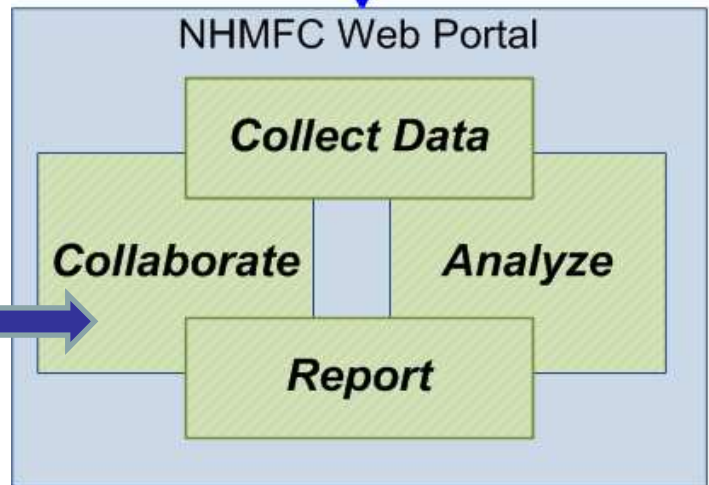 NHMFC Web Portal
Collect Data
Collaborate
Analyze
Report